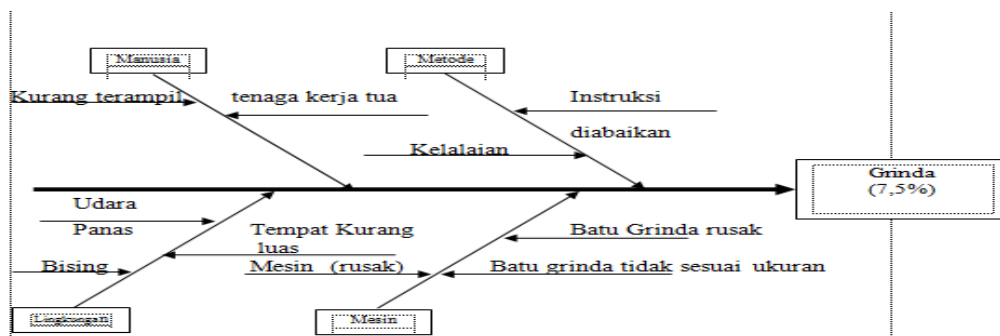 Manusia
Metode
Kurang terampil
tenaga kerja tua
Instruksi
diabaikan
Kelalaian
Grinda
(7,5%)
Udara
Panas
Tempat Kurang
luas
Batu Grinda rusak
Bising
Mesin (rusak)
Batu grinda tidak sesuai ukuran
Lingkungan
Mesin